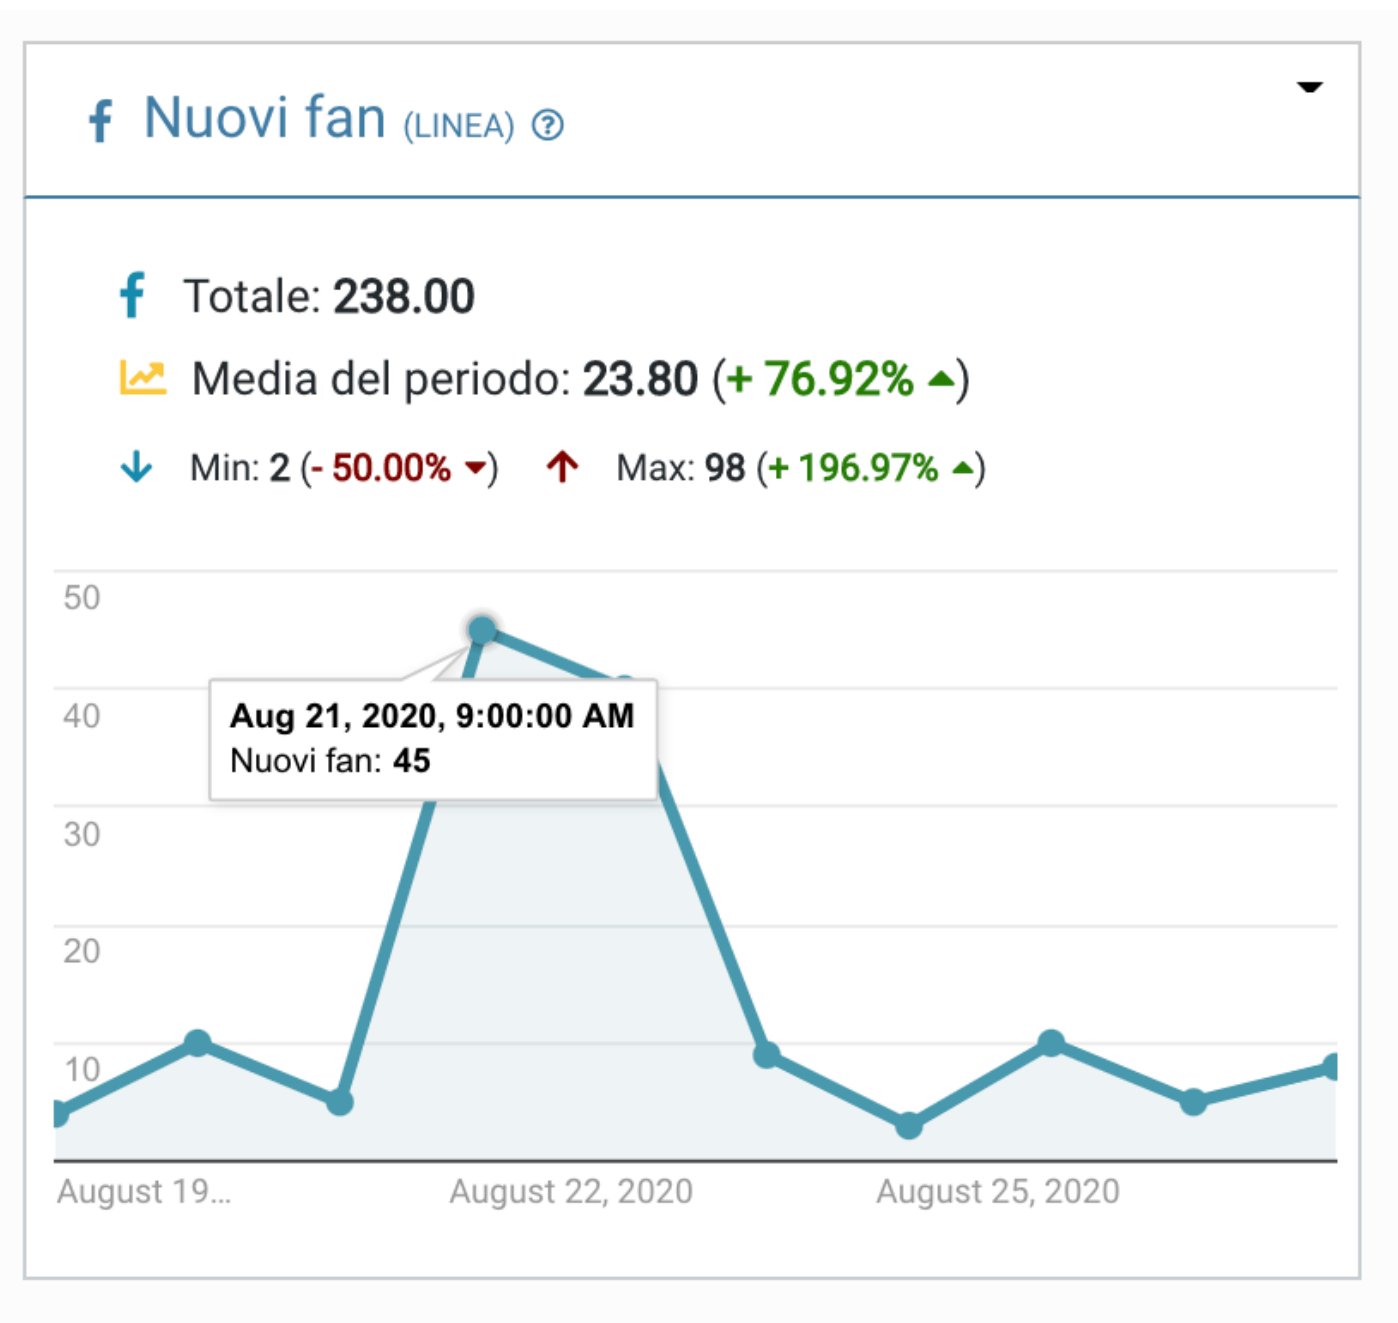 Nuovi fan (LINEA) ?
Totale: 238.00
Media del periodo: 23.80 (+ 76.92% ▲)
Min: 2 (- 50.00% ▼) Max: 98 (+ 196.97% ▲)
50
40
30
20
10
Aug 21, 2020, 9:00:00 AM
Nuovi fan: 45
August 19... August 22, 2020 August 25, 2020